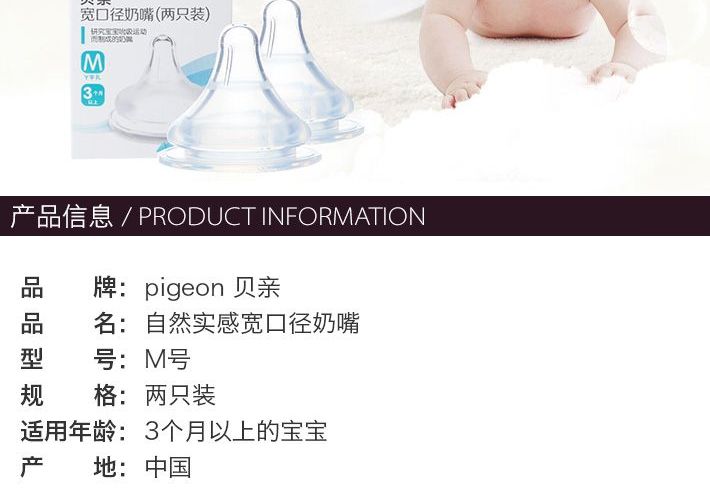 贝亲
宽口径奶嘴(两只装)
研究宝宝吮吸运动
而制成的奶嘴
M
Y字孔
3个月
以上
产品信息 / PRODUCT INFORMATION
品 牌: pigeon 贝亲
品 名: 自然实感宽口径奶嘴
型 号: M号
规 格: 两只装
适用年龄: 3个月以上的宝宝
产 地: 中国